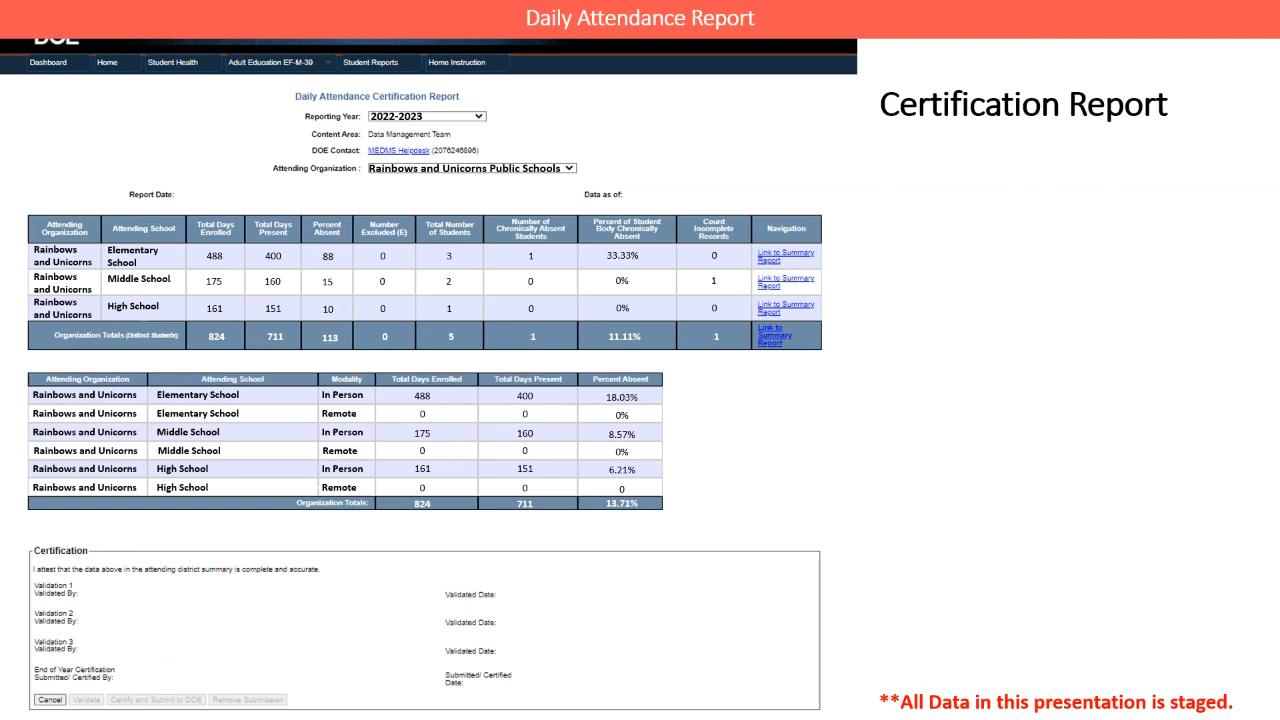 Daily Attendance Report
DOE
Dashboard Home Student Health Adult Education EF-M-39 Student Reports Home Instruction
Certification Report
Daily Attendance Certification Report
Reporting Year: 2022-2023
Content Area: Data Management Team
DOE Contact: MEDMS Helpdesk (2076246896)
Attending Organization : Rainbows and Unicorns Public Schools
Report Date: Data as of:
Attending Organization Attending School Total Days Enrolled Total Days Present Percent Absent Number Excluded (E) Total Number of Students Number of Chronically Absent Students Percent of Student Body Chronically Absent Count Incomplete Records Navigation
Rainbows and Unicorns Elementary School 488 400 88 0 3 1 33.33% 0 Link to Summary Report
Rainbows and Unicorns Middle School 175 160 15 0 2 0 0% 1 Link to Summary Report
Rainbows and Unicorns High School 161 151 10 0 1 0 0% 0 Link to Summary Report
Organization Totals (Distinct Students): 824 711 113 0 5 1 11.11% 1 Link to Summary Report
Attending Organization Attending School Modality Total Days Enrolled Total Days Present Percent Absent
Rainbows and Unicorns Elementary School In Person 488 400 18.03%
Rainbows and Unicorns Elementary School Remote 0 0 0%
Rainbows and Unicorns Middle School In Person 175 160 8.57%
Rainbows and Unicorns Middle School Remote 0 0 0%
Rainbows and Unicorns High School In Person 161 151 6.21%
Rainbows and Unicorns High School Remote 0 0 0
Organization Totals: 824 711 13.71%
Certification
I attest that the data above in the attending district summary is complete and accurate.
Validation 1
Validated By: Validated Date:
Validation 2
Validated By: Validated Date:
Validation 3
Validated By: Validated Date:
End of Year Certification
Submitted/ Certified By: Submitted/ Certified Date:
Cancel Validate Certify and Submit to DOE Remove Submission
**All Data in this presentation is staged.